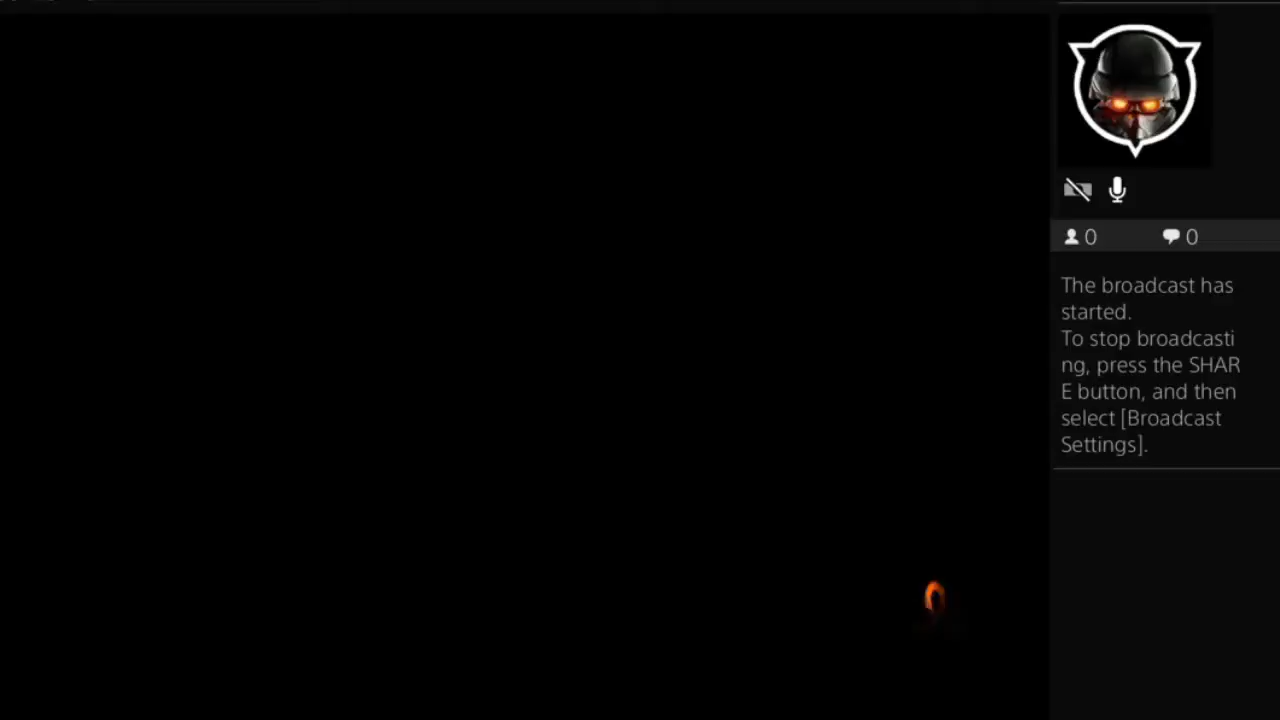 0 0
The broadcast has
started.
To stop broadcasti
ng, press the SHAR
E button, and then
select [Broadcast
Settings].